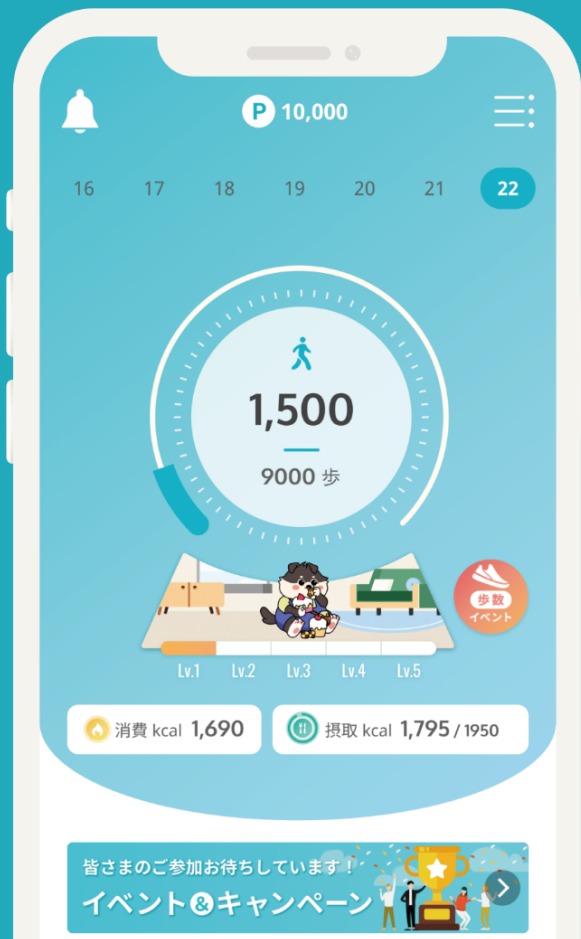 P 10,000
16 17 18 19 20 21 22
1,500
9000 歩
歩数
イベント
Lv.1 Lv.2 Lv.3 Lv.4 Lv.5
消費 kcal 1,690
摂取 kcal 1,795 / 1950
皆さまのご参加お待ちしています！
イベント&キャンペーン